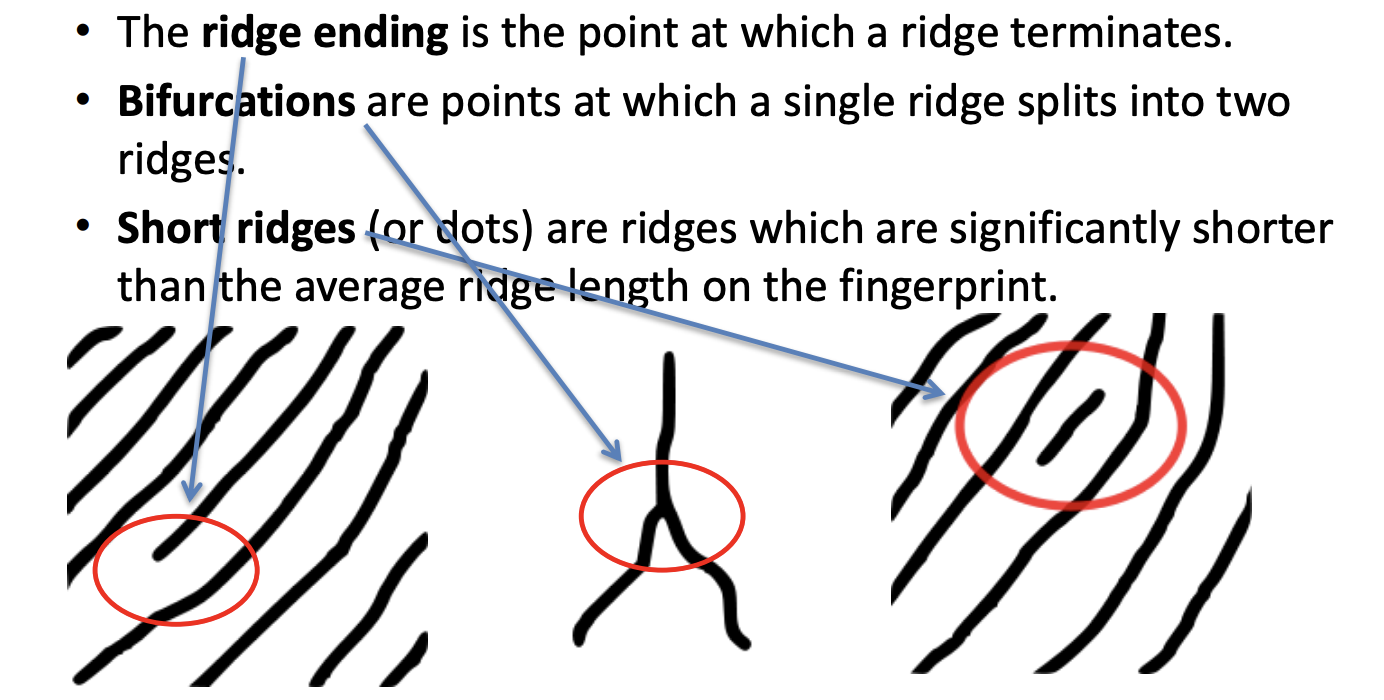 • The ridge ending is the point at which a ridge terminates.
• Bifurcations are points at which a single ridge splits into two
ridges.
• Short ridges (or dots) are ridges which are significantly shorter
than the average ridge length on the fingerprint.